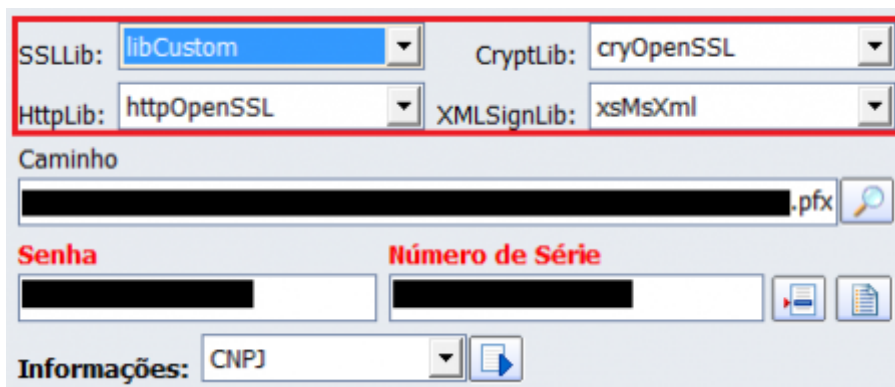 SSLLib: libCustom CryptLib: cryOpenSSL
HttpLib: httpOpenSSL XMLSignLib: xsMsXml
Caminho
.pfx
Senha Número de Série
Informações: CNPJ